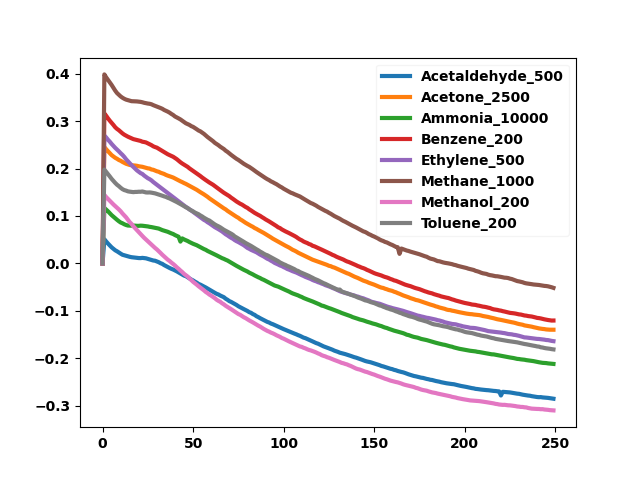 0.4
0.3
0.2
0.1
0.0
−0.1
−0.2
−0.3
0 50 100 150 200 250
Acetaldehyde_500
Acetone_2500
Ammonia_10000
Benzene_200
Ethylene_500
Methane_1000
Methanol_200
Toluene_200